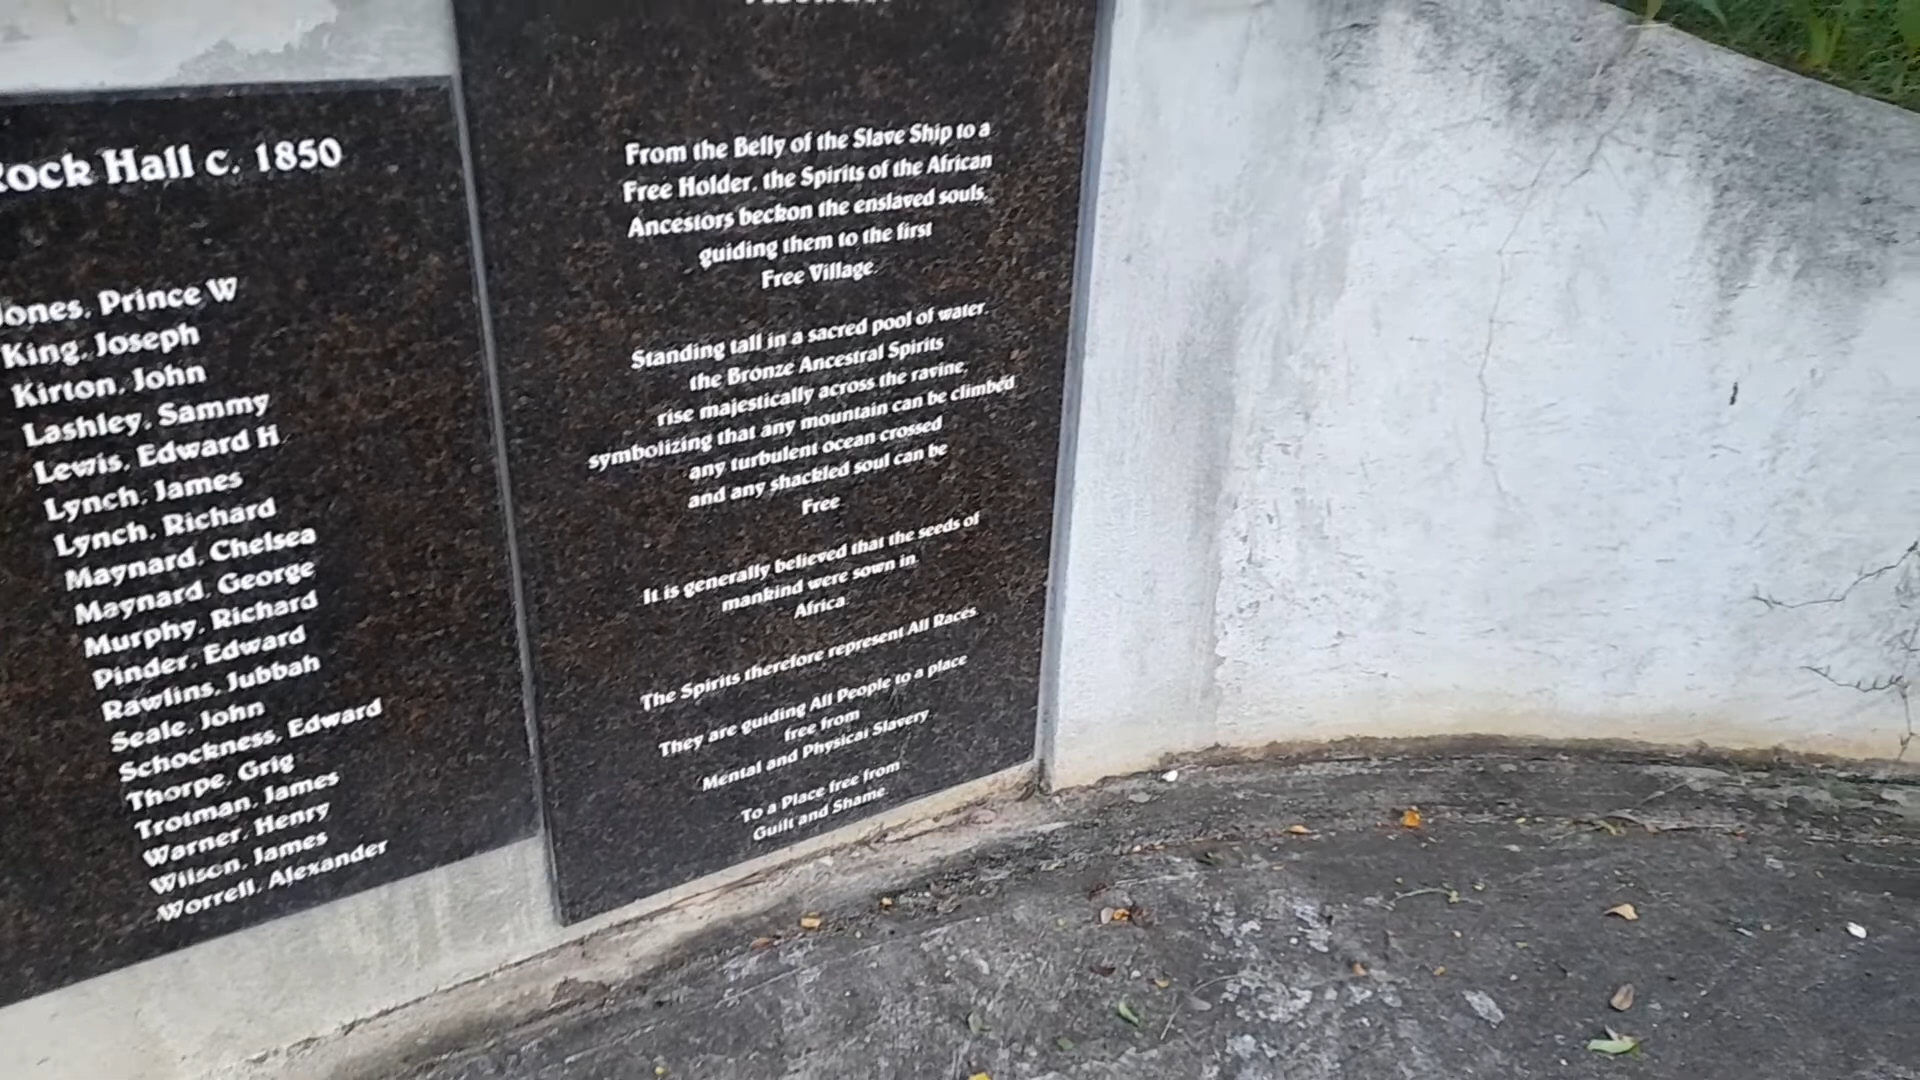 Rock Hall c. 1850
Jones, Prince W
King, Joseph
Kirton, John
Lashley, Sammy
Lewis, Edward H.
Lynch, James
Lynch, Richard
Maynard, Chelsea
Maynard, George
Murphy, Richard
Pinder, Edward
Rawlins, Jubbah
Seale, John
Schockness, Edward
Thorpe, Grig
Trotman, James
Warner, Henry
Wilson, James
Worrell, Alexander
From the Belly of the Slave Ship to a
Free Holder, the Spirits of the African
Ancestors beckon the enslaved souls,
guiding them to the first
Free Village.
Standing tall in a sacred pool of water,
the Bronze Ancestral Spirits
rise majestically across the ravine,
symbolizing that any mountain can be climbed
any turbulent ocean crossed
and any shackled soul can be
Free.
It is generally believed that the seeds of
mankind were sown in
Africa.
The Spirits therefore represent All Races.
They are guiding All People to a place
free from
Mental and Physical Slavery
To a Place free from
Guilt and Shame.